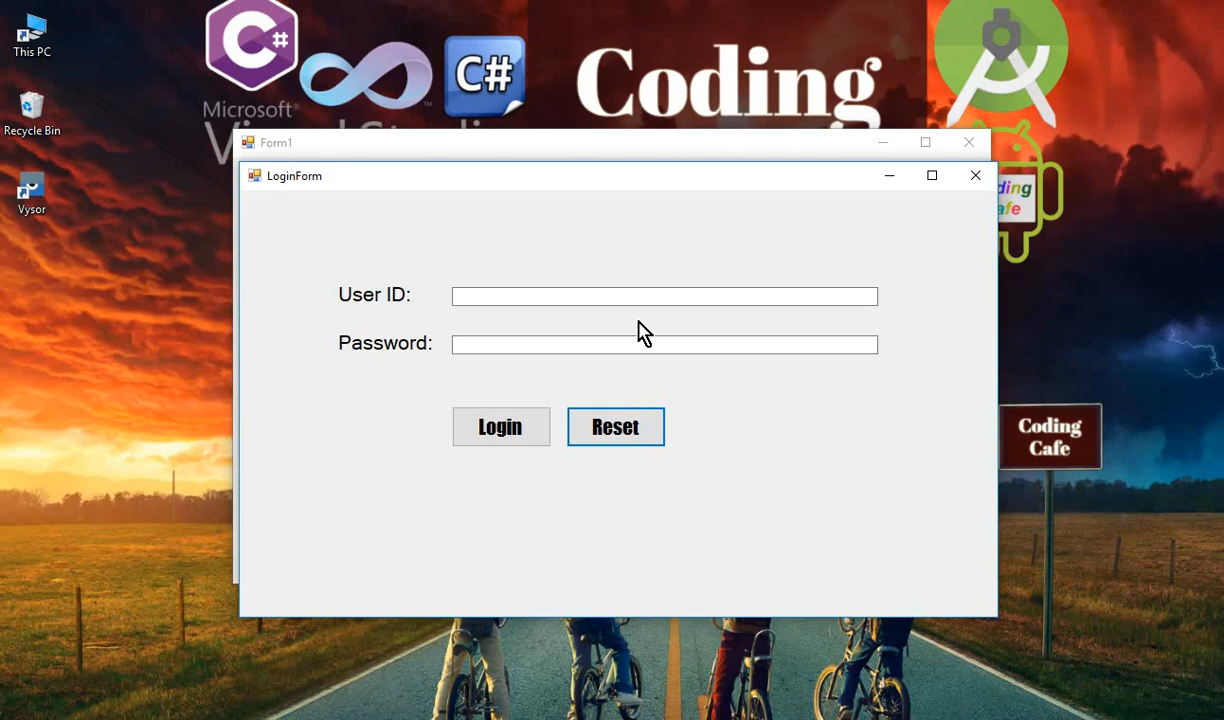 This PC
Recycle Bin
Vysor
C#
Microsoft®
C#
Coding
Form1
LoginForm
User ID:
Password:
Login
Reset
Coding
Cafe